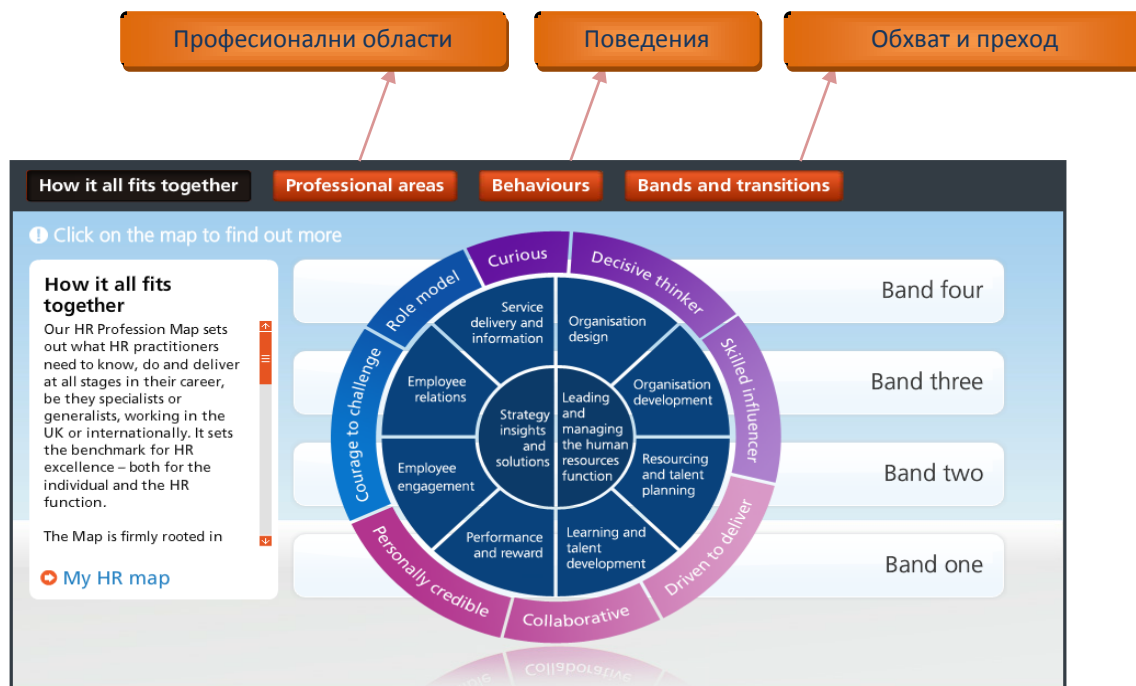 Професионални области
Поведения
Обхват и преход
How it all fits together
Professional areas
Behaviours
Bands and transitions
Click on the map to find out more
How it all fits
together
Our HR Profession Map sets
out what HR practitioners
need to know, do and deliver
at all stages in their career,
be they specialists or
generalists, working in the
UK or internationally. It sets
the benchmark for HR
excellence – both for the
individual and the HR
function.
The Map is firmly rooted in
My HR map
Curious
Decisive thinker
Skilled influencer
Driven to deliver
Collaborative
Personally credible
Courage to challenge
Role model
Service
delivery and
information
Organisation
design
Organisation
development
Resourcing
and talent
planning
Learning and
talent
development
Performance
and reward
Employee
engagement
Employee
relations
Strategy
insights
and
solutions
Leading
and
managing
the human
resources
function
Band four
Band three
Band two
Band one
Collaborative